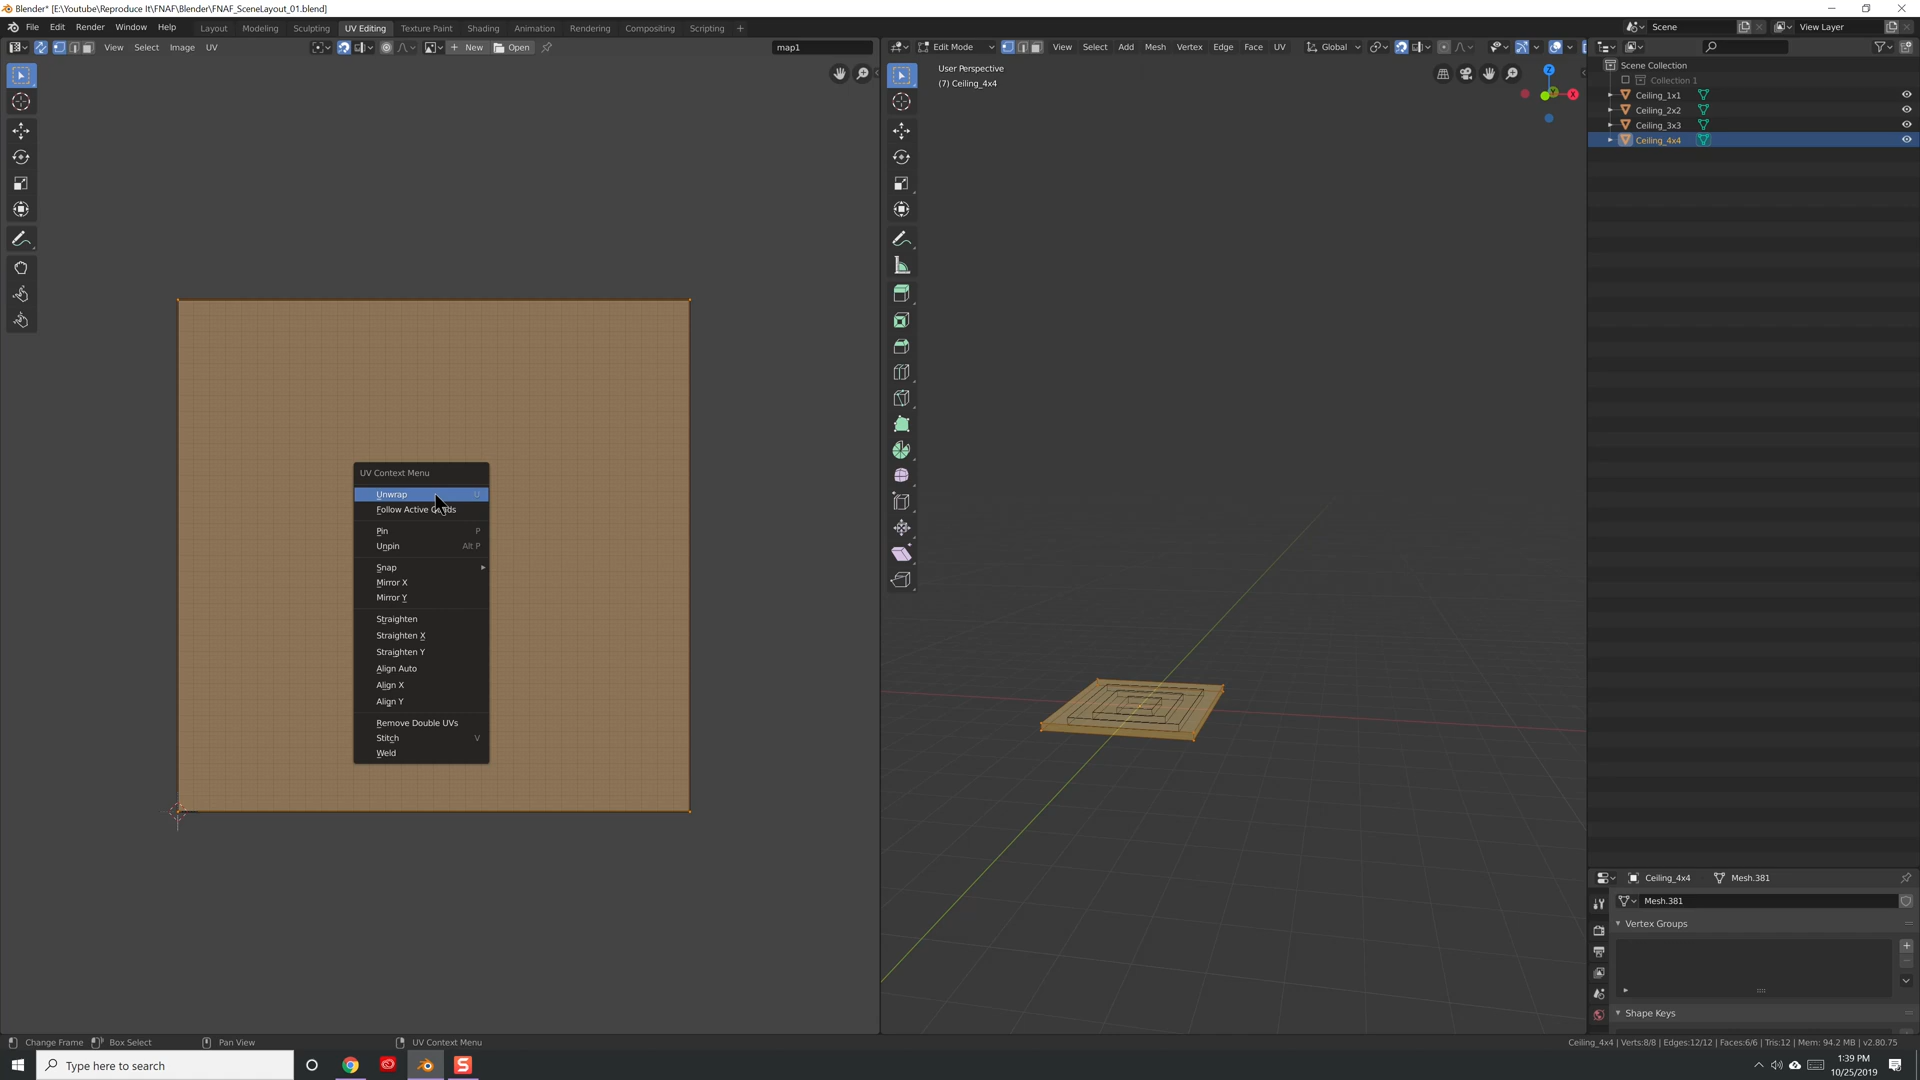 Blender* [E:\Youtube\Reproduce It\FNAF\Blender\FNAF_SceneLayout_01.blend]
File Edit Render Window Help Layout Modeling Sculpting UV Editing Texture Paint Shading Animation Rendering Compositing Scripting + Scene View Layer
View Select Image UV New Open map1 Edit Mode View Select Add Mesh Vertex Edge Face UV Global
User Perspective
(7) Ceiling_4x4
Scene Collection
Collection 1
Ceiling_1x1
Ceiling_2x2
Ceiling_3x3
Ceiling_4x4
Z
X
UV Context Menu
Unwrap U
Follow Active
Pin P
Unpin Alt P
Snap
Mirror X
Mirror Y
Straighten
Straighten X
Straighten Y
Align Auto
Align X
Align Y
Remove Double UVs
Stitch V
Weld
Ceiling_4x4 Mesh.381
Mesh.381
Vertex Groups
Shape Keys
Change Frame Box Select Pan View UV Context Menu Ceiling_4x4 | Verts:8/8 | Edges:12/12 | Faces:6/6 | Tris:12 | Mem: 94.2 MB | v2.80.75
Type here to search
1:39 PM
10/25/2019